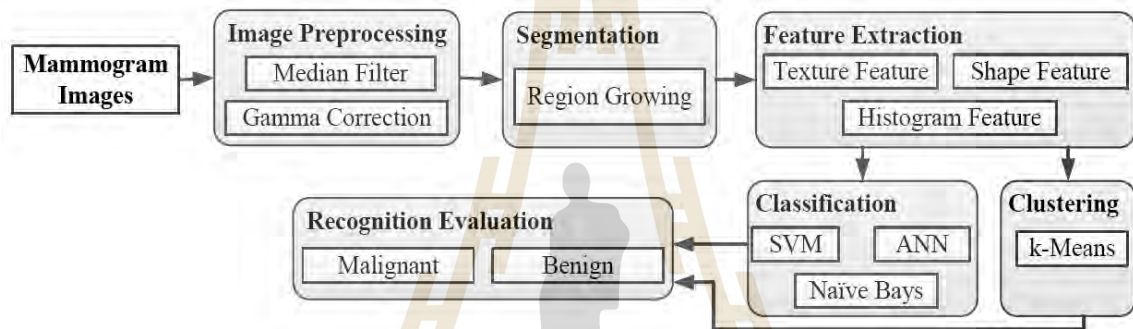 Mammogram
Images
Image Preprocessing
Median Filter
Gamma Correction
Segmentation
Region Growing
Feature Extraction
Texture Feature
Shape Feature
Histogram Feature
Classification
SVM
ANN
Naïve Bays
Clustering
k-Means
Recognition Evaluation
Malignant
Benign